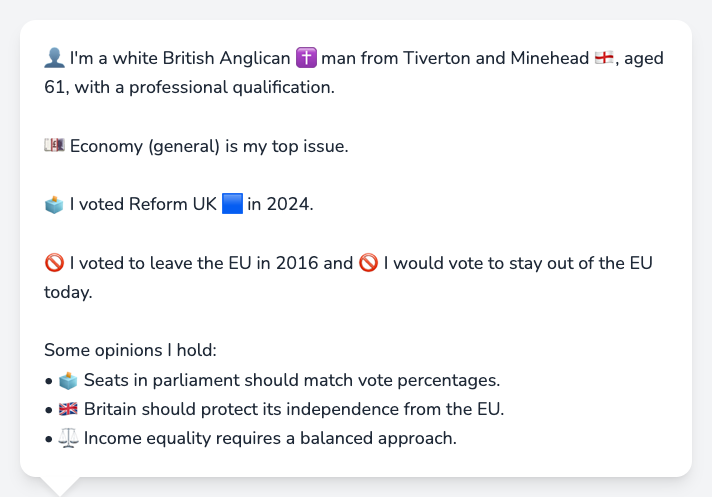 👤 I'm a white British Anglican ✝️ man from Tiverton and Minehead 🏴󠁧󠁢󠁥󠁮󠁧󠁿, aged
61, with a professional qualification.
💷 Economy (general) is my top issue.
🗳️ I voted Reform UK 🟦 in 2024.
🚫 I voted to leave the EU in 2016 and 🚫 I would vote to stay out of the EU
today.
Some opinions I hold:
• 🗳️ Seats in parliament should match vote percentages.
• 🇬🇧 Britain should protect its independence from the EU.
• ⚖️ Income equality requires a balanced approach.